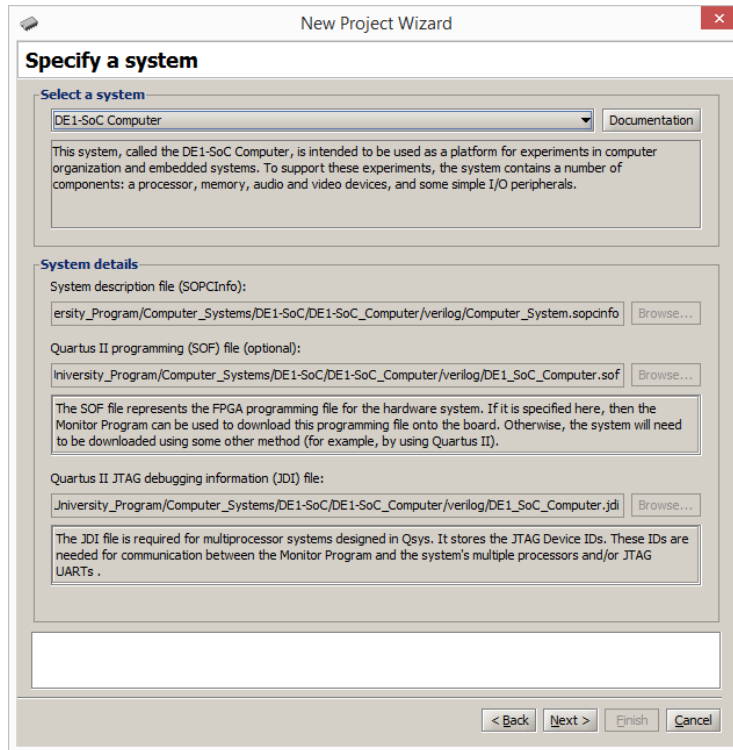 New Project Wizard
Specify a system
Select a system
DE1-SoC Computer
Documentation
This system, called the DE1-SoC Computer, is intended to be used as a platform for experiments in computer
organization and embedded systems. To support these experiments, the system contains a number of
components: a processor, memory, audio and video devices, and some simple I/O peripherals.
System details
System description file (SOPCInfo):
ersity_Program/Computer_Systems/DE1-SoC/DE1-SoC_Computer/verilog/Computer_System.sopcinfo
Browse...
Quartus II programming (SOF) file (optional):
Iniversity_Program/Computer_Systems/DE1-SoC/DE1-SoC_Computer/verilog/DE1_SoC_Computer.sof
Browse...
The SOF file represents the FPGA programming file for the hardware system. If it is specified here, then the
Monitor Program can be used to download this programming file onto the board. Otherwise, the system will need
to be downloaded using some other method (for example, by using Quartus II).
Quartus II JTAG debugging information (JDI) file:
University_Program/Computer_Systems/DE1-SoC/DE1-SoC_Computer/verilog/DE1_SoC_Computer.jdi
Browse...
The JDI file is required for multiprocessor systems designed in Qsys. It stores the JTAG Device IDs. These IDs are
needed for communication between the Monitor Program and the system's multiple processors and/or JTAG
UARTs .
< Back
Next >
Finish
Cancel